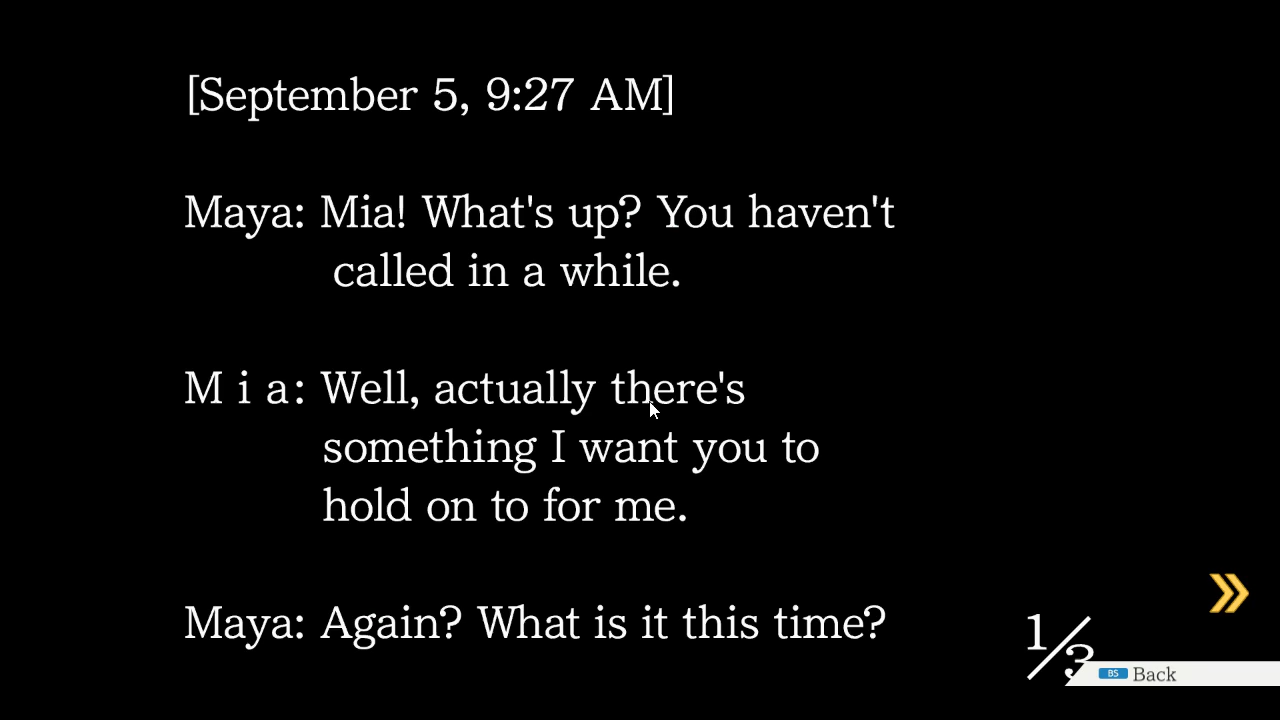 [September 5, 9:27 AM]
Maya: Mia! What's up? You haven't
called in a while.
M i a: Well, actually there's
something I want you to
hold on to for me.
Maya: Again? What is it this time?
1/3
BS Back